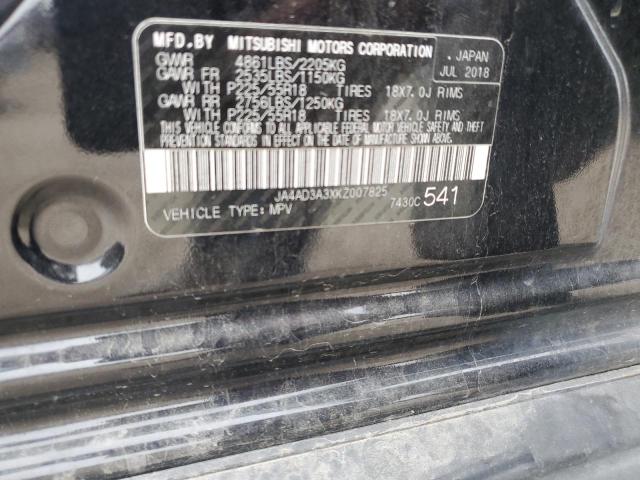 MFD.BY MITSUBISHI MOTORS CORPORATION
GVWR 4861LBS/2205KG . JAPAN
GAWR FR 2535LBS/1150KG JUL 2018
WITH P225/55R18 TIRES 18X7.0J RIMS
GAWR RR 2756LBS/1250KG
WITH P225/55R18 TIRES 18X7.0J RIMS
THIS VEHICLE CONFORMS TO ALL APPLICABLE FEDERAL MOTOR VEHICLE SAFETY AND THEFT
PREVENTION STANDARDS IN EFFECT ON THE DATE OF MANUFACTURE SHOWN ABOVE.
JA4AD3A3XKZ007825
VEHICLE TYPE: MPV 7430C 541